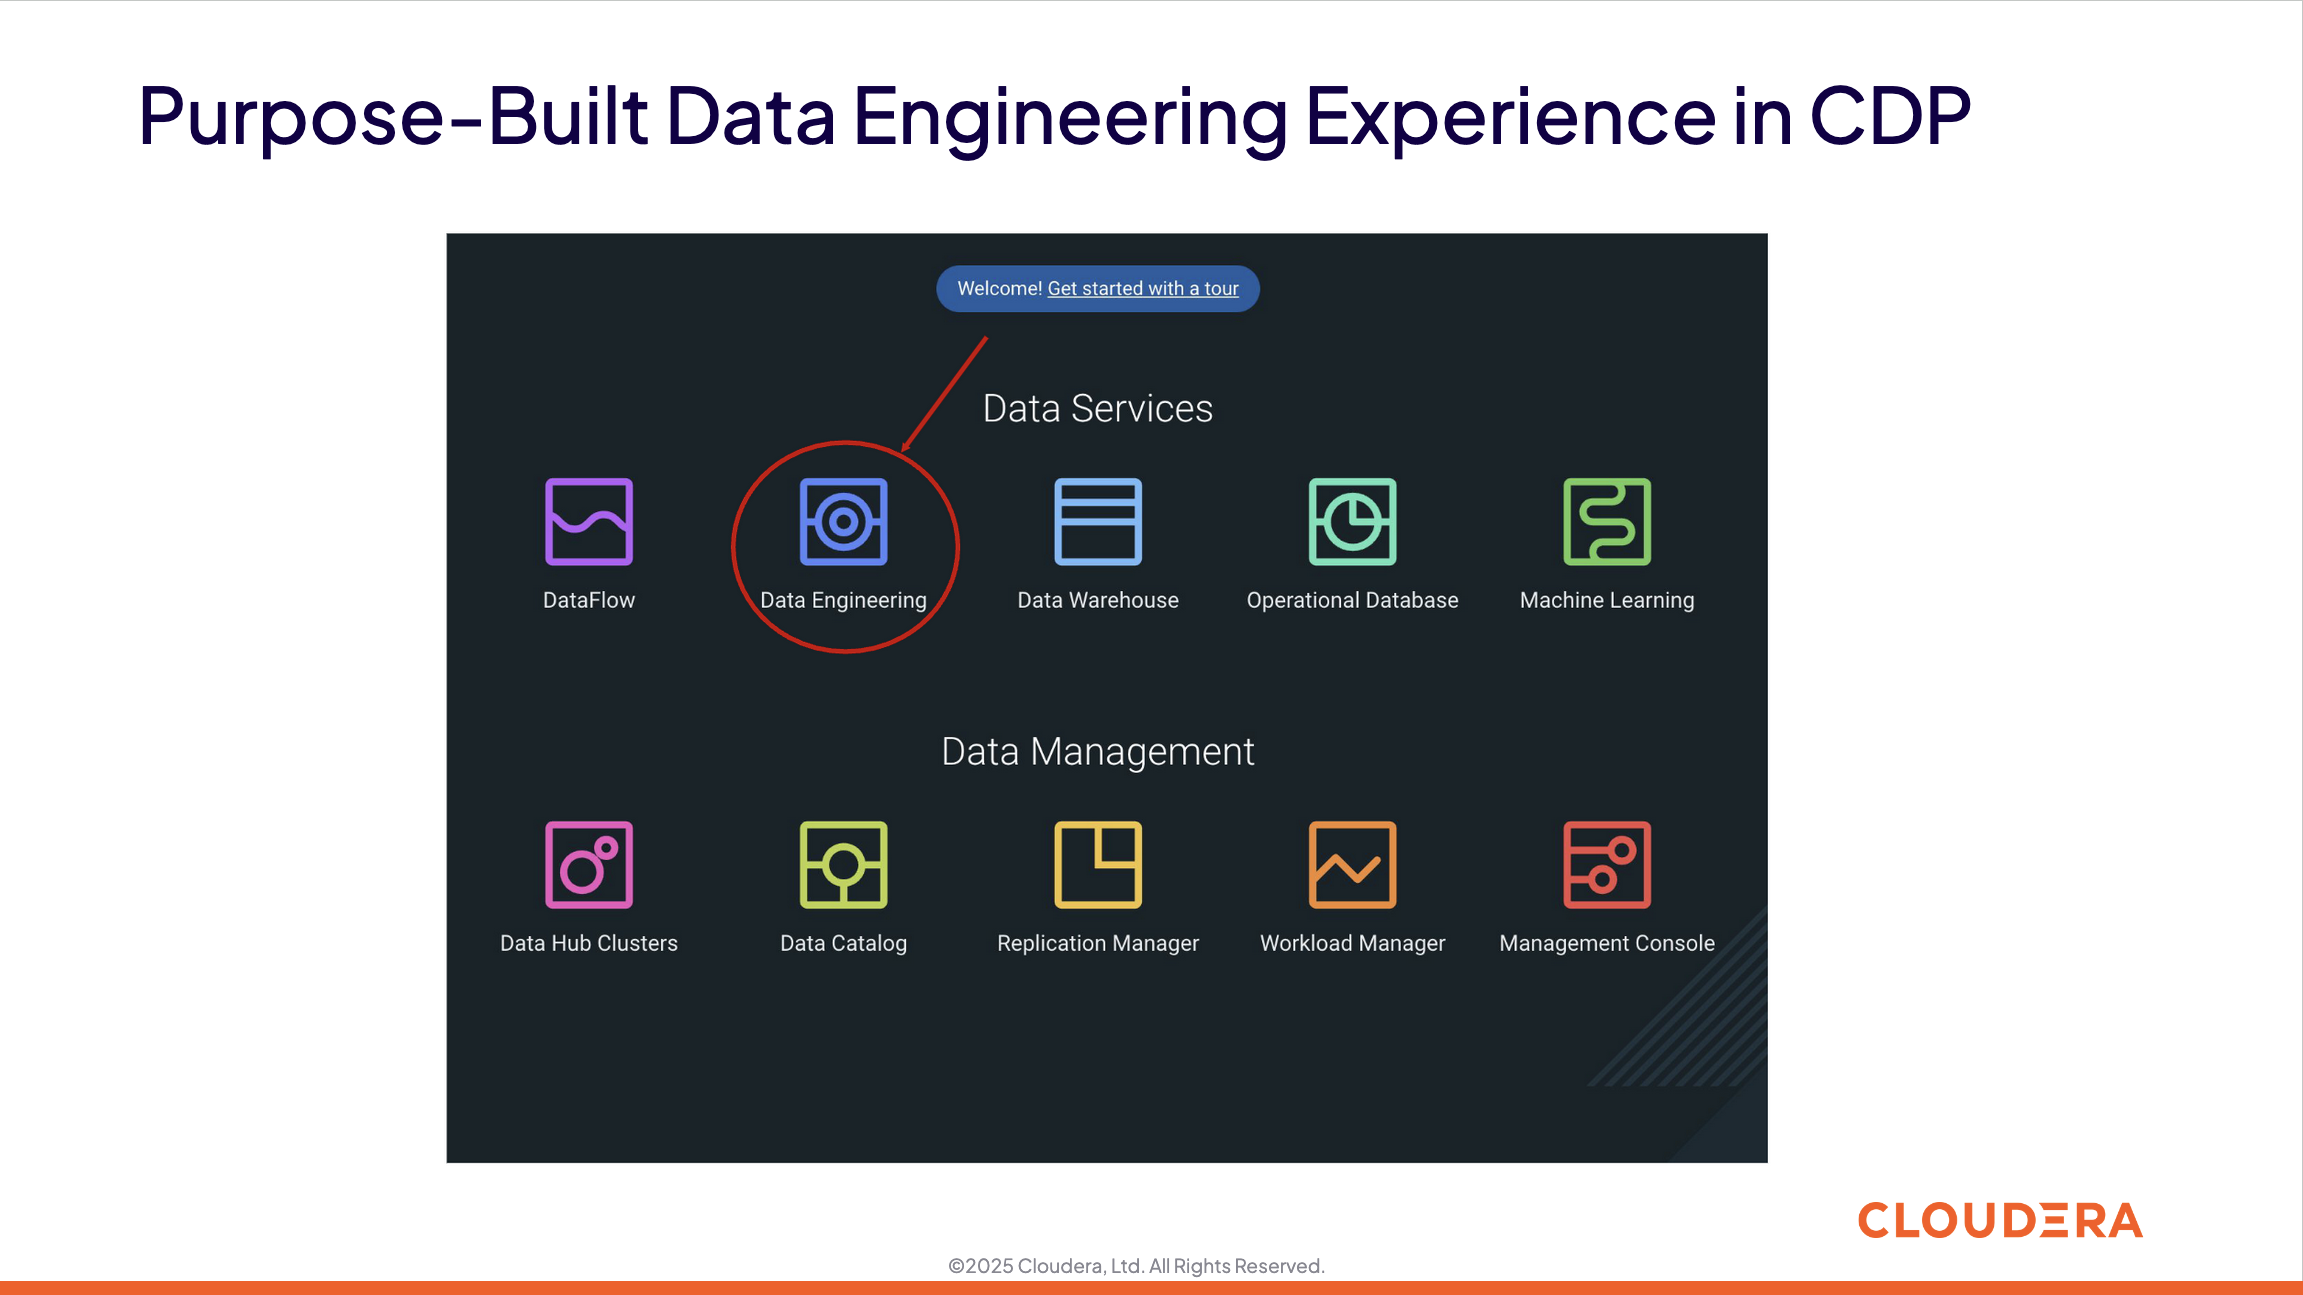 Purpose-Built Data Engineering Experience in CDP
Welcome! Get started with a tour
Data Services
DataFlow
Data Engineering
Data Warehouse
Operational Database
Machine Learning
Data Management
Data Hub Clusters
Data Catalog
Replication Manager
Workload Manager
Management Console
CLOUDERA
©2025 Cloudera, Ltd. All Rights Reserved.